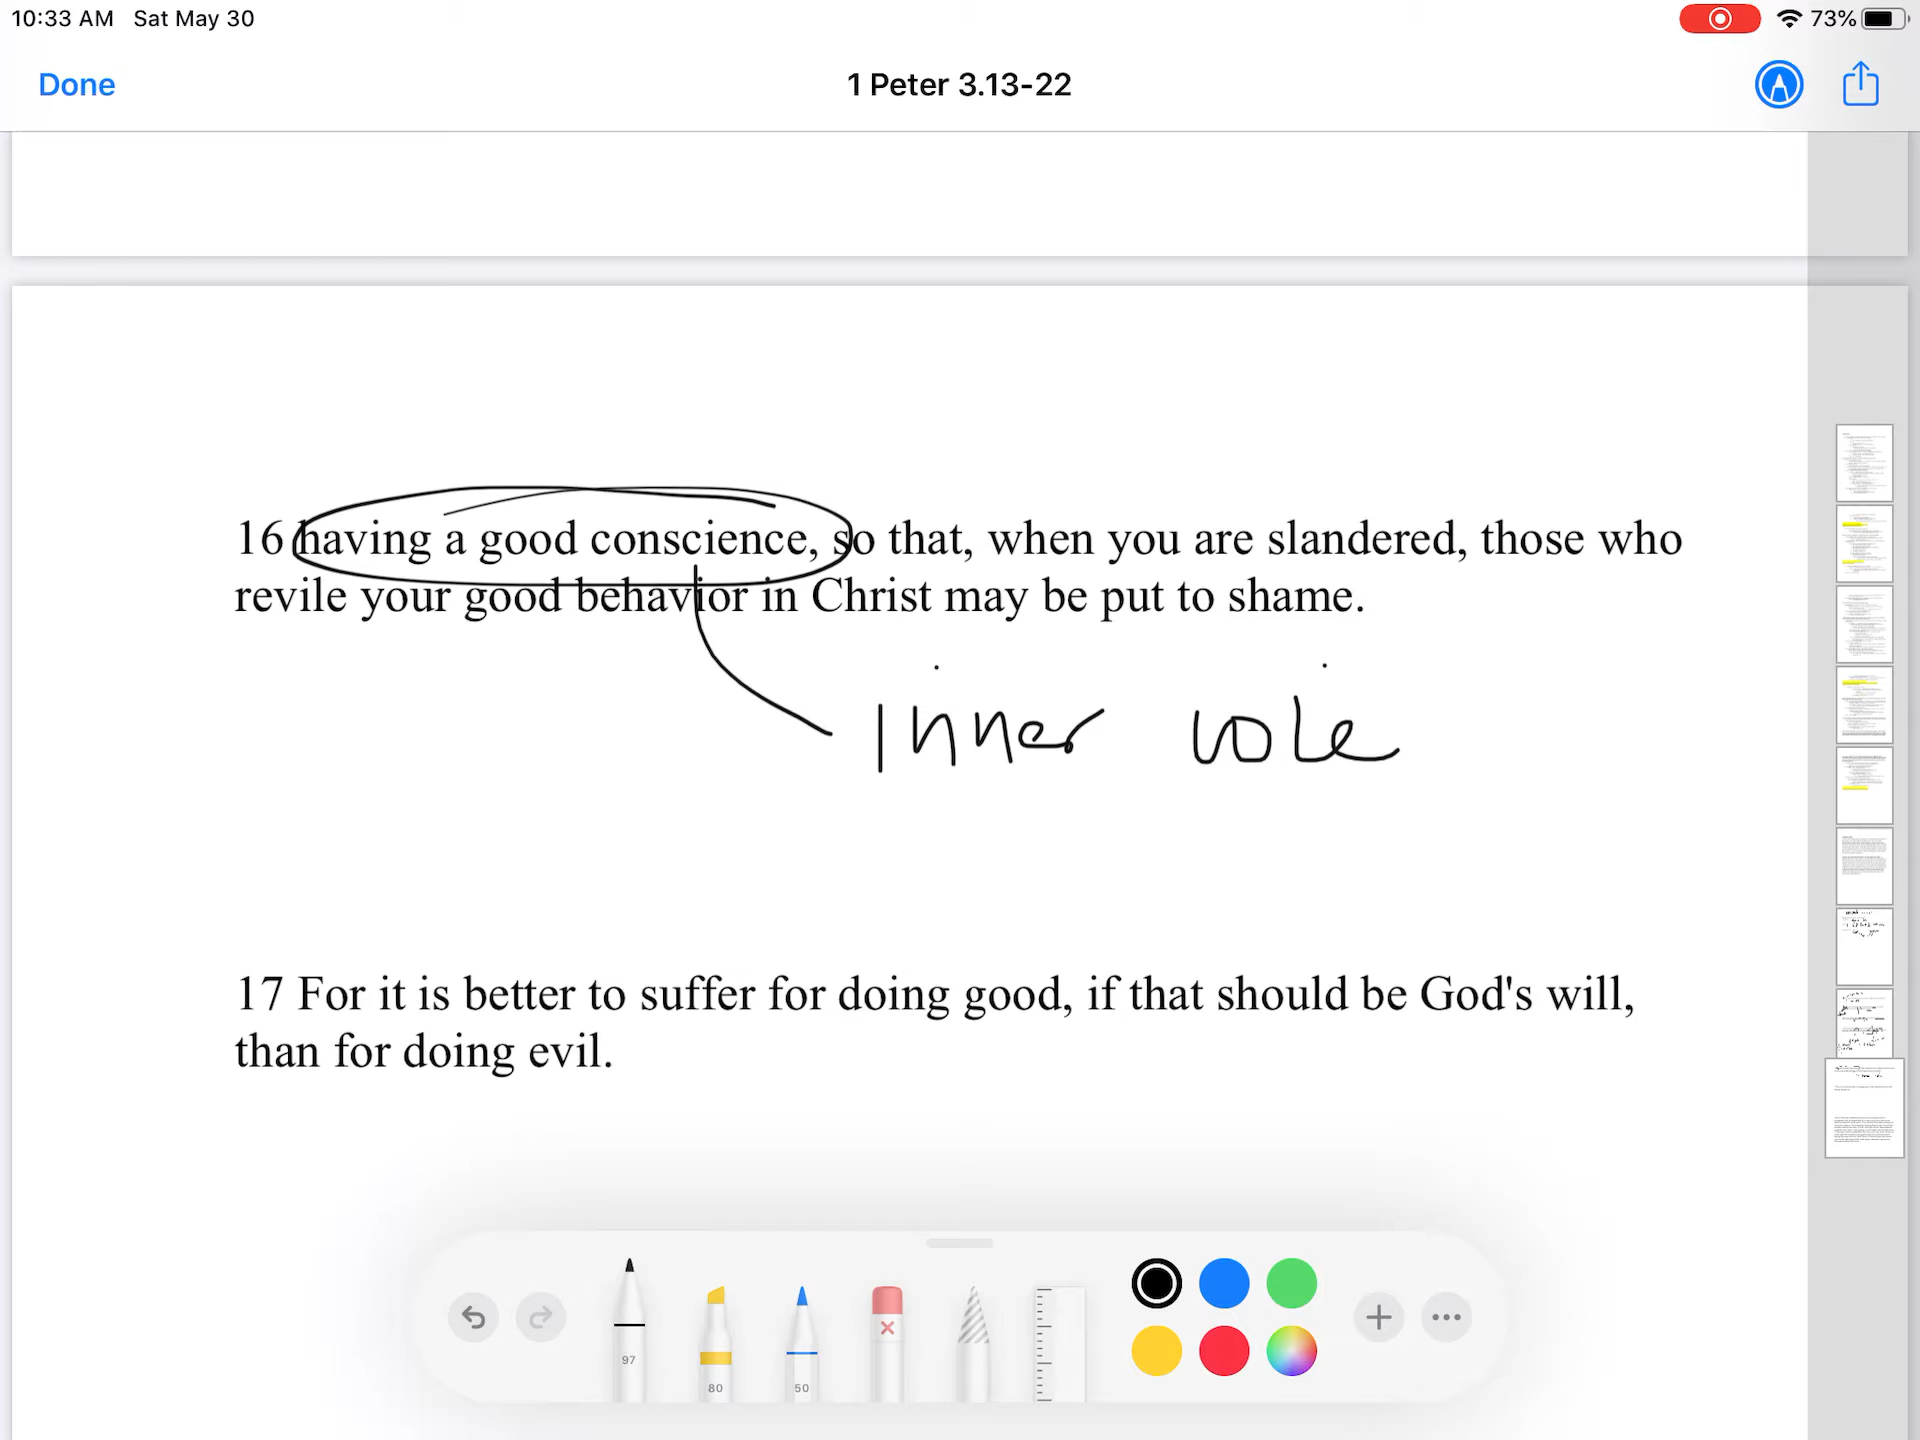 10:33 AM Sat May 30
73%
Done
1 Peter 3.13-22
16 having a good conscience, so that, when you are slandered, those who
revile your good behavior in Christ may be put to shame.
inner
17 For it is better to suffer for doing good, if that should be God's will,
than for doing evil.
97
80
50